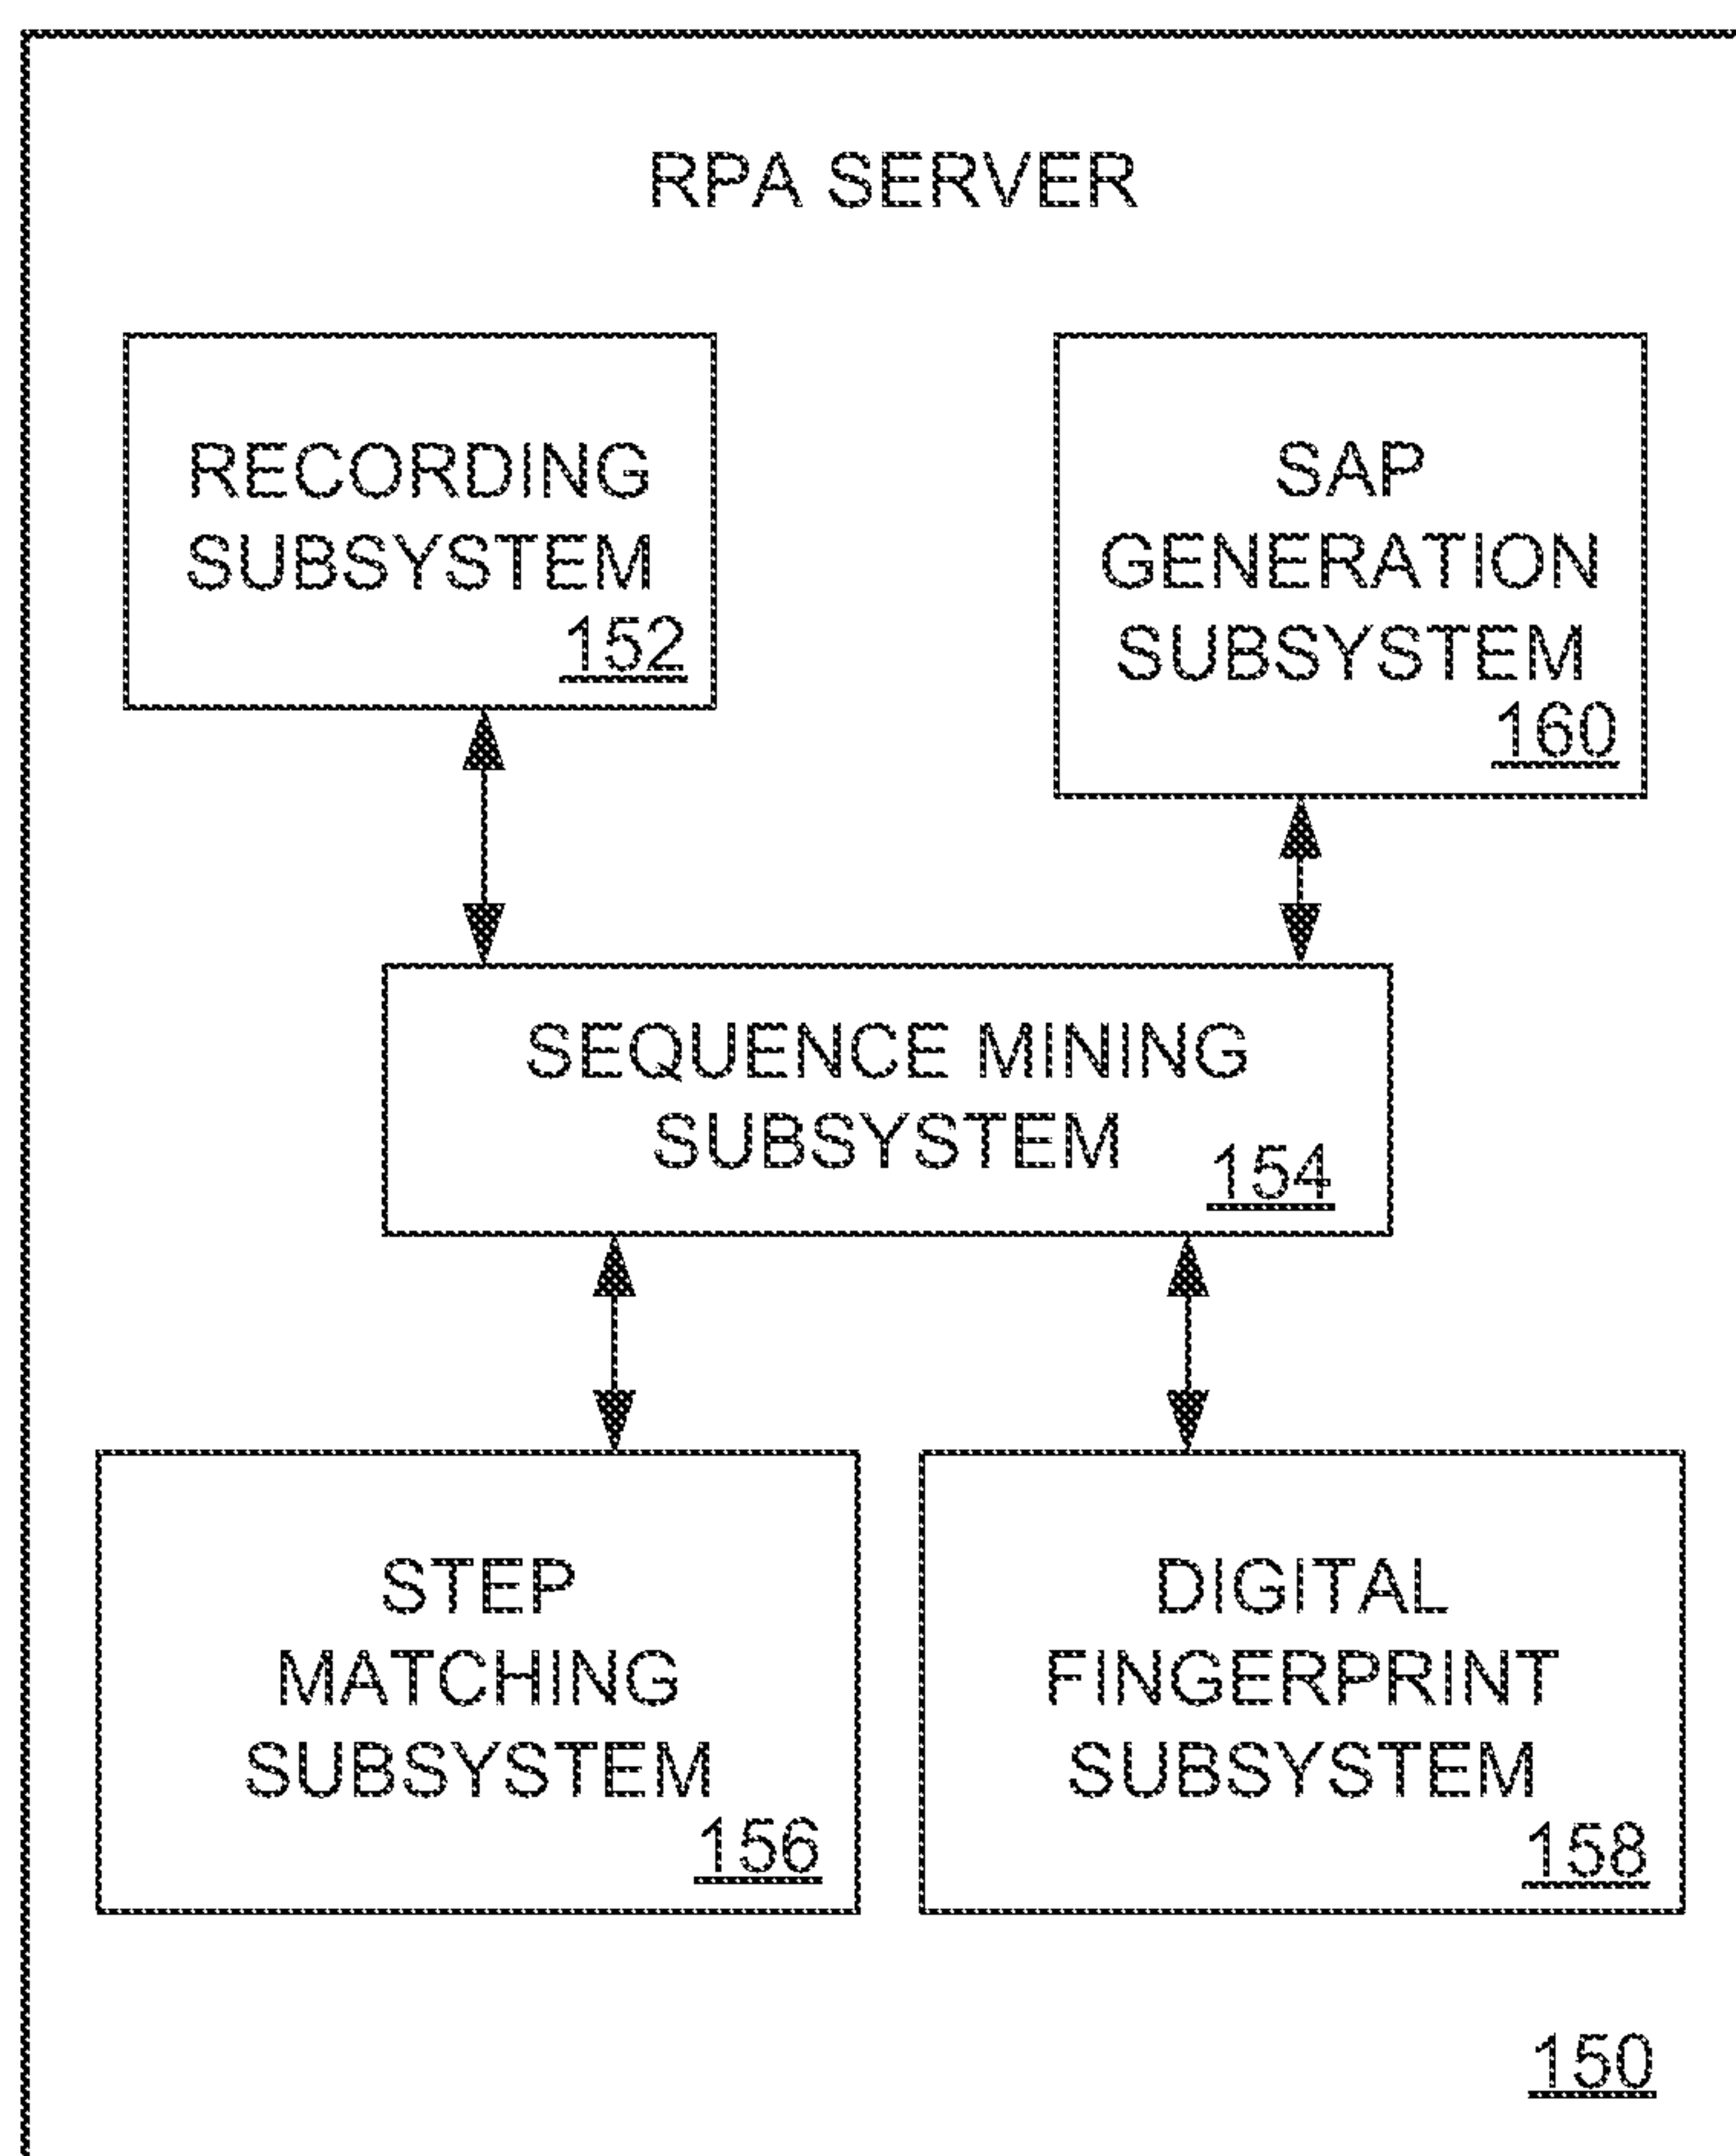 RPA SERVER
RECORDING
SUBSYSTEM
152
SAP
GENERATION
SUBSYSTEM
160
SEQUENCE MINING
SUBSYSTEM
154
STEP
MATCHING
SUBSYSTEM
156
DIGITAL
FINGERPRINT
SUBSYSTEM
158
150